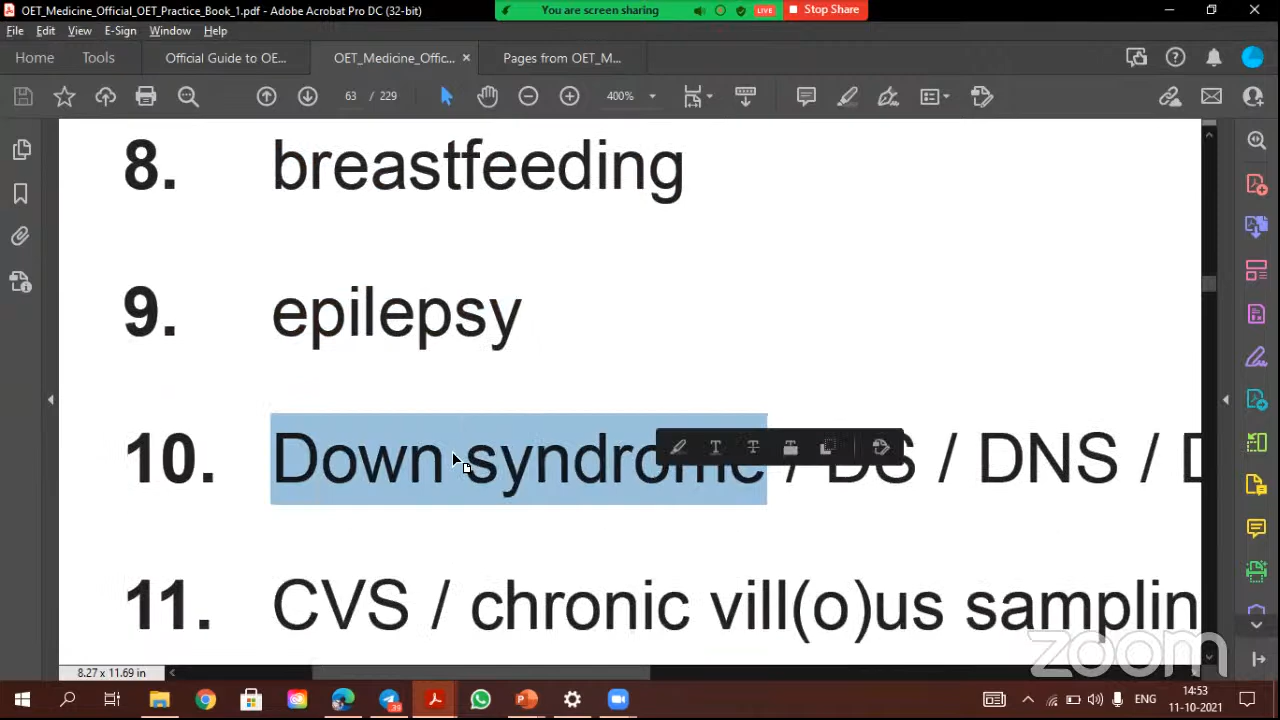 OET_Medicine_Official_OET_Practice_Book_1.pdf - Adobe Acrobat Pro DC (32-bit)
You are screen sharing
LIVE
Stop Share
File Edit View E-Sign Window Help
Home Tools Official Guide to OE... OET_Medicine_Offic... Pages from OET_M...
63 / 229 400%
8. breastfeeding
9. epilepsy
10. Down syndrome / DS / DNS / D
11. CVS / chronic vill(o)us samplin
zoom
8.27 x 11.69 in
39
ENG
14:53
11-10-2021